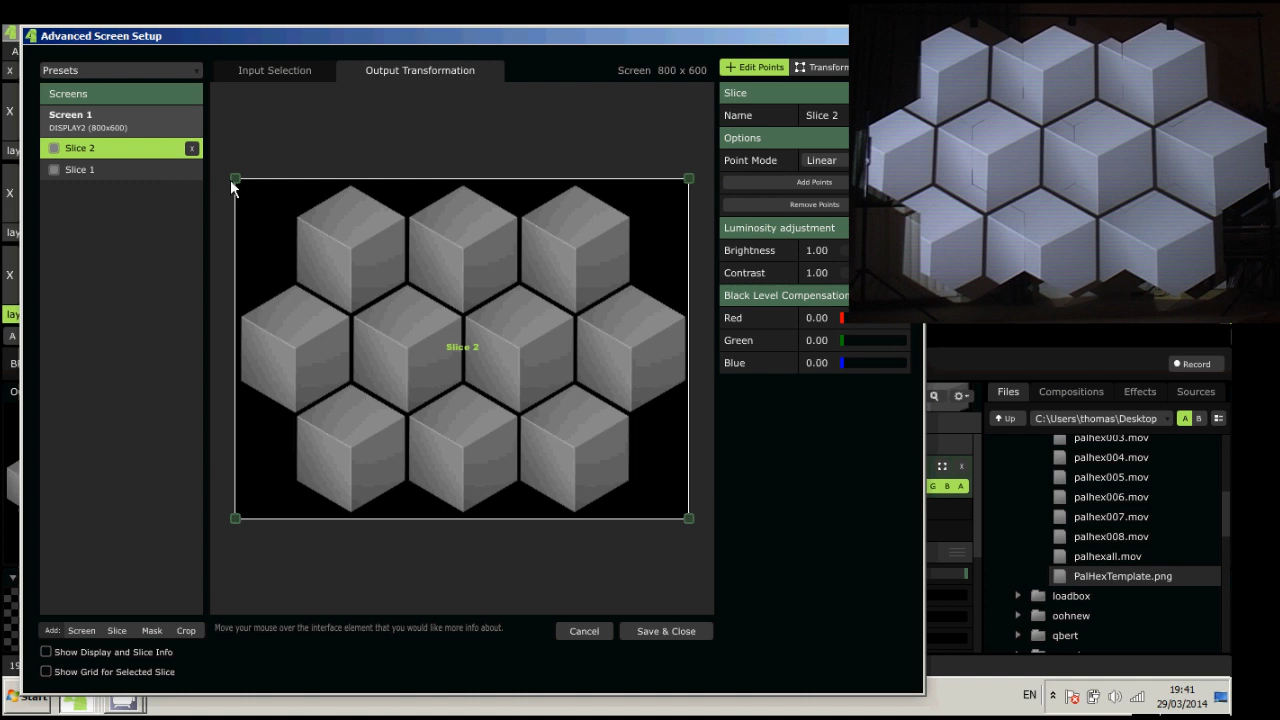 Advanced Screen Setup
Presets
Input Selection
Output Transformation
Screen 800 x 600
Edit Points
Transform
Screens
Screen 1
DISPLAY2 (800x600)
Slice 2
x
Slice 1
Slice 2
Slice
Name
Slice 2
Options
Point Mode
Linear
Add Points
Remove Points
Luminosity adjustment
Brightness
1.00
Contrast
1.00
Black Level Compensation
Red
0.00
Green
0.00
Blue
0.00
Add:
Screen
Slice
Mask
Crop
Move your mouse over the interface element that you would like more info about.
Cancel
Save & Close
Show Display and Slice Info
Show Grid for Selected Slice
A
X
X
lay
X
lay
X
lay
A
Record
Files
Compositions
Effects
Sources
Up
C:\Users\thomas\Desktop
A
B
palhex003.mov
palhex004.mov
palhex005.mov
palhex006.mov
palhex007.mov
palhex008.mov
palhexall.mov
PalHexTemplate.png
loadbox
oohnew
qbert
x
G B A
19
Start
EN
19:41
29/03/2014